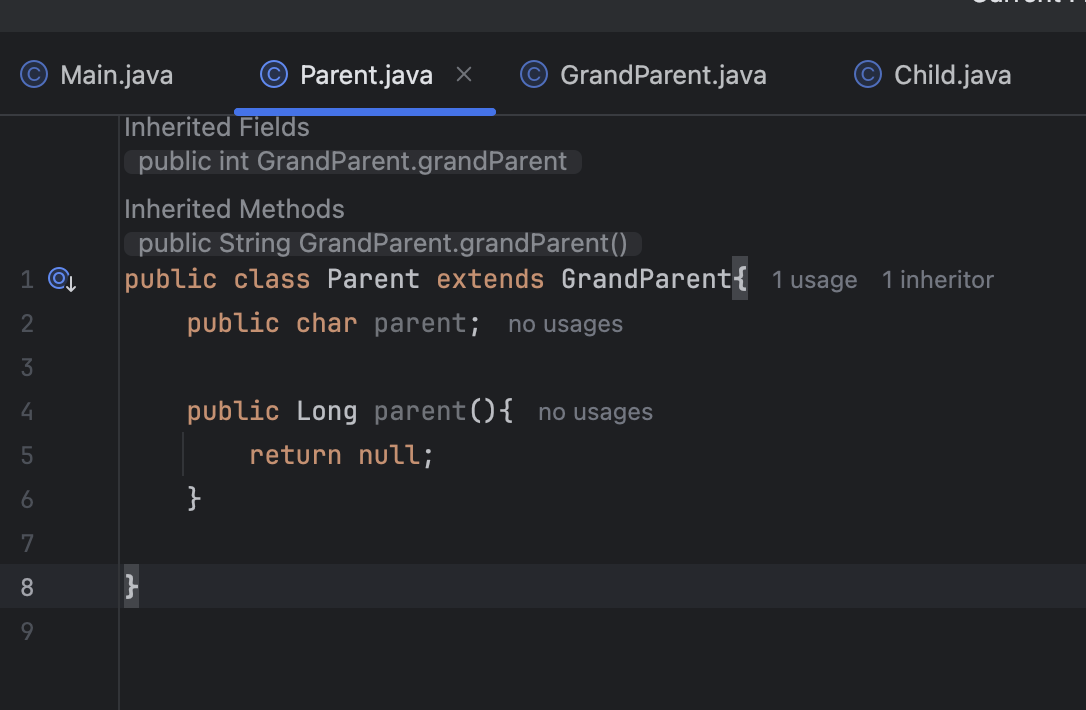 Main.java Parent.java × GrandParent.java Child.java
Inherited Fields
public int GrandParent.grandParent
Inherited Methods
public String GrandParent.grandParent()
1 public class Parent extends GrandParent{ 1 usage 1 inheritor
2 public char parent; no usages
3
4 public Long parent(){ no usages
5 return null;
6 }
7
8 }
9